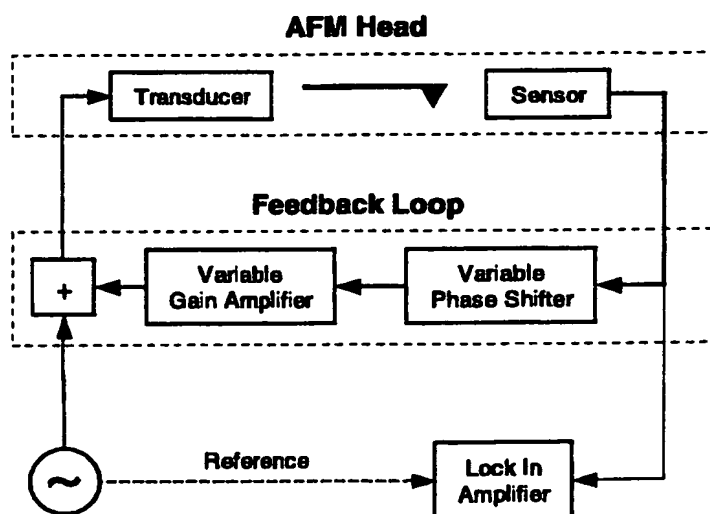 AFM Head
Transducer
Sensor
Feedback Loop
+
Variable
Gain Amplifier
Variable
Phase Shifter
~
Reference
Lock In
Amplifier